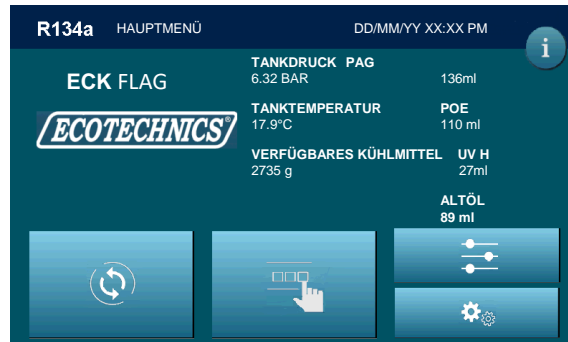 R134a HAUPTMENÜ DD/MM/YY XX:XX PM
i
ECK FLAG
/ECOTECHNICS/
TANKDRUCK PAG
6.32 BAR 136ml
TANKTEMPERATUR POE
17.9°C 110 ml
VERFÜGBARES KÜHLMITTEL UV H
2735 g 27ml
ALTÖL
89 ml